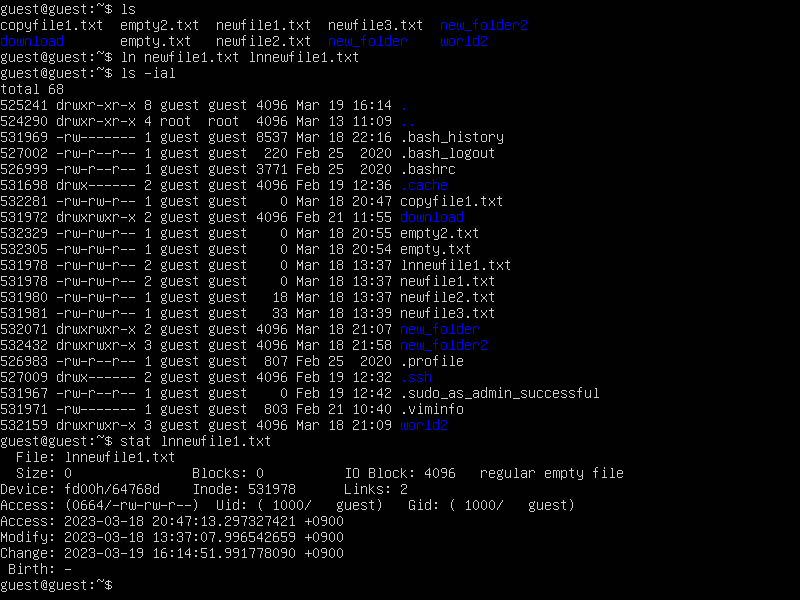 guest@guest:~$ ls
copyfile1.txt  empty2.txt  newfile1.txt  newfile3.txt  new_folder2
download       empty.txt   newfile2.txt  new_folder    world2
guest@guest:~$ ln newfile1.txt lnnewfile1.txt
guest@guest:~$ ls -ial
total 68
525241 drwxr-xr-x 8 guest guest 4096 Mar 19 16:14 .
524290 drwxr-xr-x 4 root  root  4096 Mar 13 11:09 ..
531969 -rw------- 1 guest guest 8537 Mar 18 22:16 .bash_history
527002 -rw-r--r-- 1 guest guest  220 Feb 25  2020 .bash_logout
526999 -rw-r--r-- 1 guest guest 3771 Feb 25  2020 .bashrc
531698 drwx------ 2 guest guest 4096 Feb 19 12:36 .cache
532281 -rw-rw-r-- 1 guest guest    0 Mar 18 20:47 copyfile1.txt
531972 drwxrwxr-x 2 guest guest 4096 Feb 21 11:55 download
532329 -rw-rw-r-- 1 guest guest    0 Mar 18 20:55 empty2.txt
532305 -rw-rw-r-- 1 guest guest    0 Mar 18 20:54 empty.txt
531978 -rw-rw-r-- 2 guest guest    0 Mar 18 13:37 lnnewfile1.txt
531978 -rw-rw-r-- 2 guest guest    0 Mar 18 13:37 newfile1.txt
531980 -rw-rw-r-- 1 guest guest   18 Mar 18 13:39 newfile2.txt
531981 -rw-rw-r-- 1 guest guest   33 Mar 18 13:39 newfile3.txt
532071 drwxrwxr-x 2 guest guest 4096 Mar 18 21:07 new_folder
532432 drwxrwxr-x 3 guest guest 4096 Mar 18 21:58 new_folder2
526983 -rw-r--r-- 1 guest guest  807 Feb 25  2020 .profile
527009 drwx------ 2 guest guest 4096 Feb 19 12:32 .ssh
531967 -rw-r--r-- 1 guest guest    0 Feb 19 12:42 .sudo_as_admin_successful
531971 -rw------- 1 guest guest  803 Feb 21 10:40 .viminfo
532159 drwxrwxr-x 3 guest guest 4096 Mar 18 21:09 world2
guest@guest:~$ stat lnnewfile1.txt
  File: lnnewfile1.txt
  Size: 0               Blocks: 0          IO Block: 4096   regular empty file
Device: fd00h/64768d    Inode: 531978      Links: 2
Access: (0664/-rw-rw-r--)  Uid: ( 1000/   guest)   Gid: ( 1000/   guest)
Access: 2023-03-18 20:47:13.297327421 +0900
Modify: 2023-03-18 13:37:07.996542659 +0900
Change: 2023-03-19 16:14:51.991778090 +0900
 Birth: -
guest@guest:~$